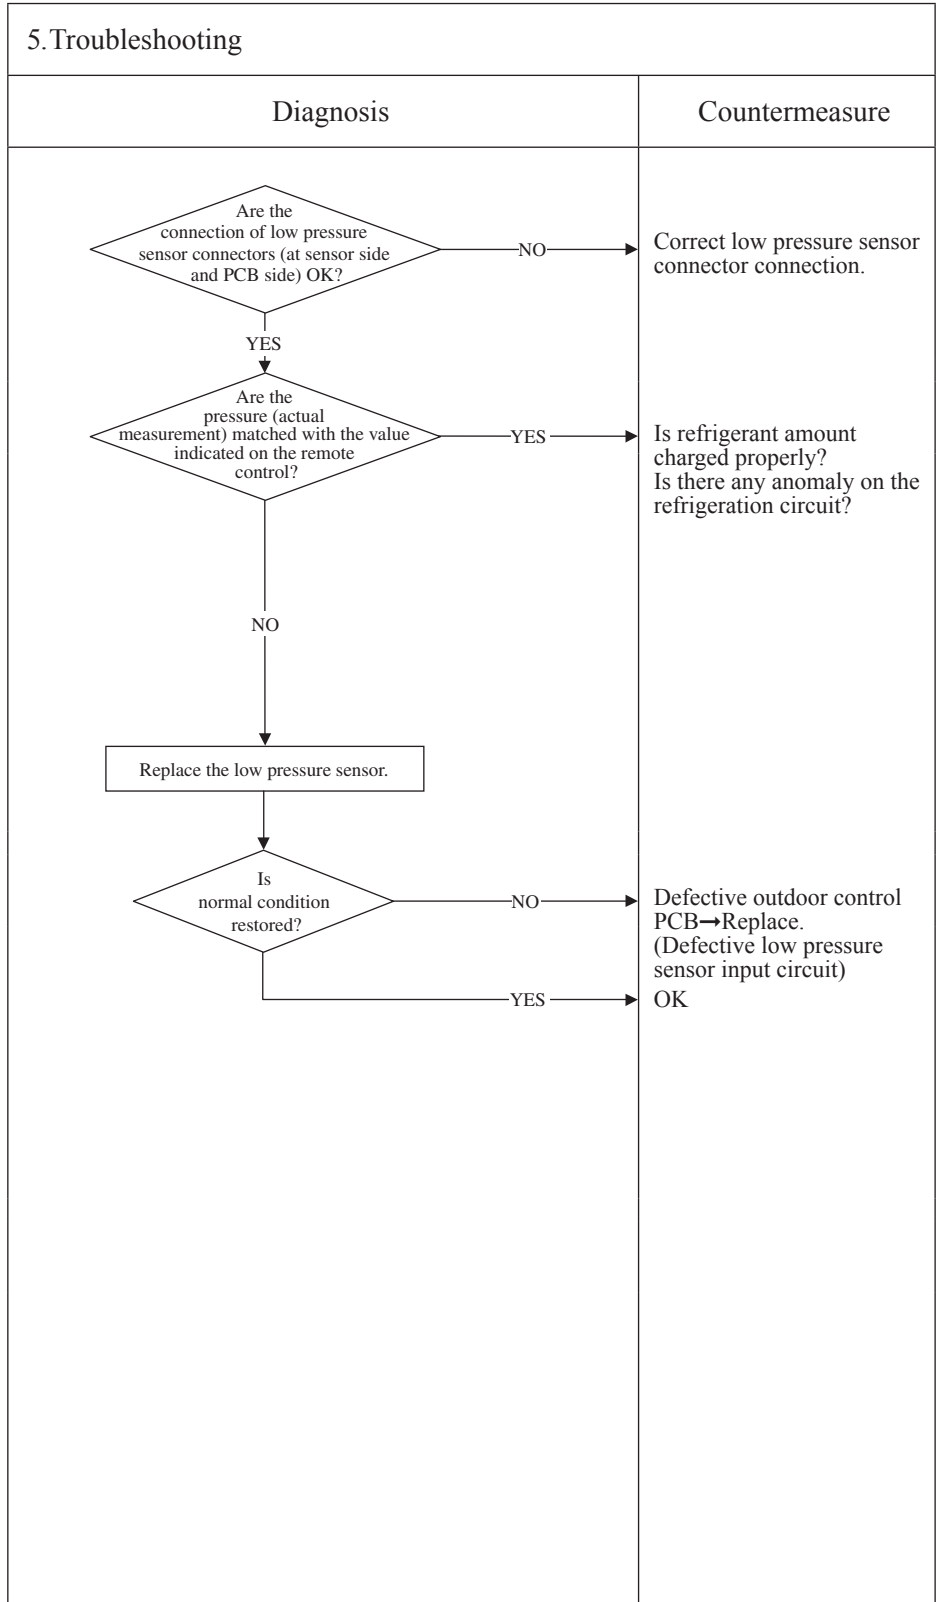 5.Troubleshooting
Diagnosis
Countermeasure
Are the
connection of low pressure
sensor connectors (at sensor side
and PCB side) OK?
NO
Correct low pressure sensor
connector connection.
YES
Are the
pressure (actual
measurement) matched with the value
indicated on the remote
control?
YES
Is refrigerant amount
charged properly?
Is there any anomaly on the
refrigeration circuit?
NO
Replace the low pressure sensor.
Is
normal condition
restored?
NO
Defective outdoor control
PCB→Replace.
(Defective low pressure
sensor input circuit)
YES
OK